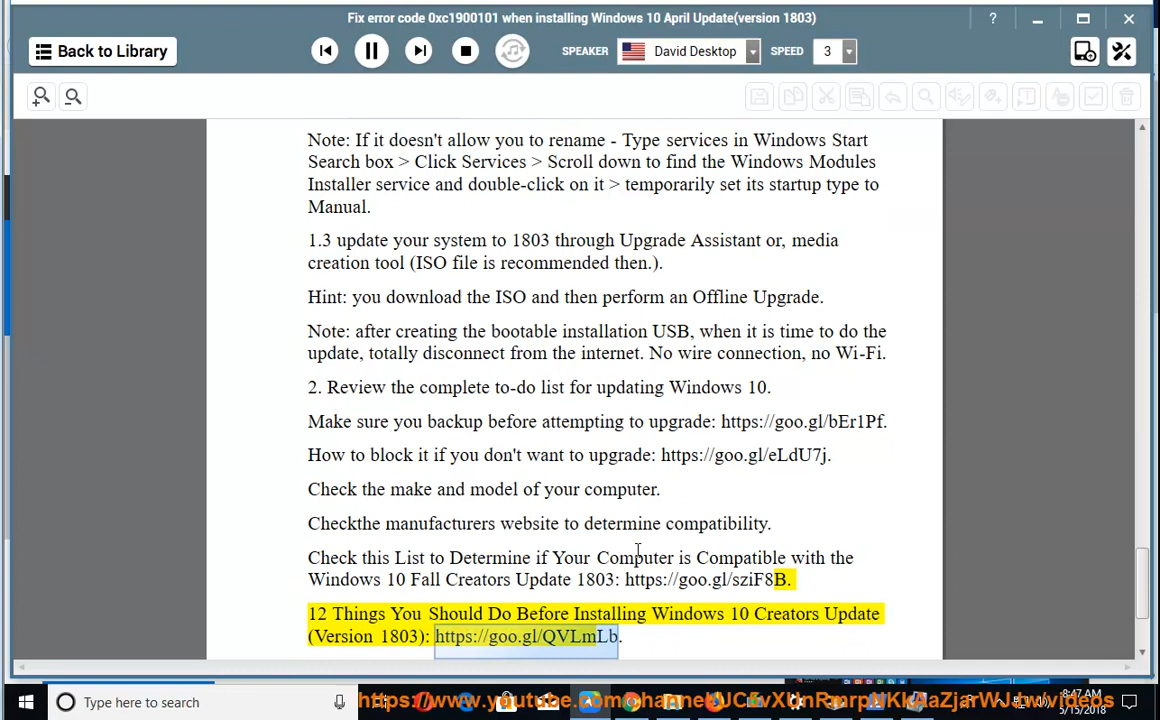 Fix error code 0xc1900101 when installing Windows 10 April Update(version 1803)
Back to Library
SPEAKER David Desktop SPEED 3
Note: If it doesn't allow you to rename - Type services in Windows Start
Search box > Click Services > Scroll down to find the Windows Modules
Installer service and double-click on it > temporarily set its startup type to
Manual.
1.3 update your system to 1803 through Upgrade Assistant or, media
creation tool (ISO file is recommended then.).
Hint: you download the ISO and then perform an Offline Upgrade.
Note: after creating the bootable installation USB, when it is time to do the
update, totally disconnect from the internet. No wire connection, no Wi-Fi.
2. Review the complete to-do list for updating Windows 10.
Make sure you backup before attempting to upgrade: https://goo.gl/bEr1Pf.
How to block it if you don't want to upgrade: https://goo.gl/eLdU7j.
Check the make and model of your computer.
Checkthe manufacturers website to determine compatibility.
Check this List to Determine if Your Computer is Compatible with the
Windows 10 Fall Creators Update 1803: https://goo.gl/sziF8B.
12 Things You Should Do Before Installing Windows 10 Creators Update
(Version 1803): https://goo.gl/QVLmLb.
Type here to search
8:47 AM
5/15/2018